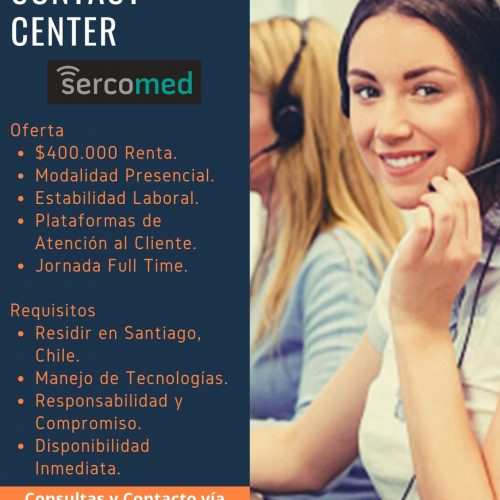 CONTACT
CENTER
sercomed
Oferta
• $400.000 Renta.
• Modalidad Presencial.
• Estabilidad Laboral.
• Plataformas de
Atención al Cliente.
• Jornada Full Time.
Requisitos
• Residir en Santiago,
Chile.
• Manejo de Tecnologías.
• Responsabilidad y
Compromiso.
• Disponibilidad
Inmediata.
Consultas y Contacto vía